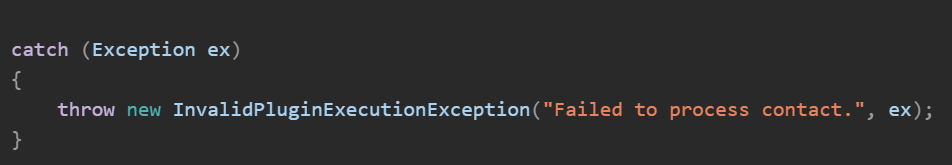 catch (Exception ex)
{
    throw new InvalidPluginExecutionException("Failed to process contact.", ex);
}